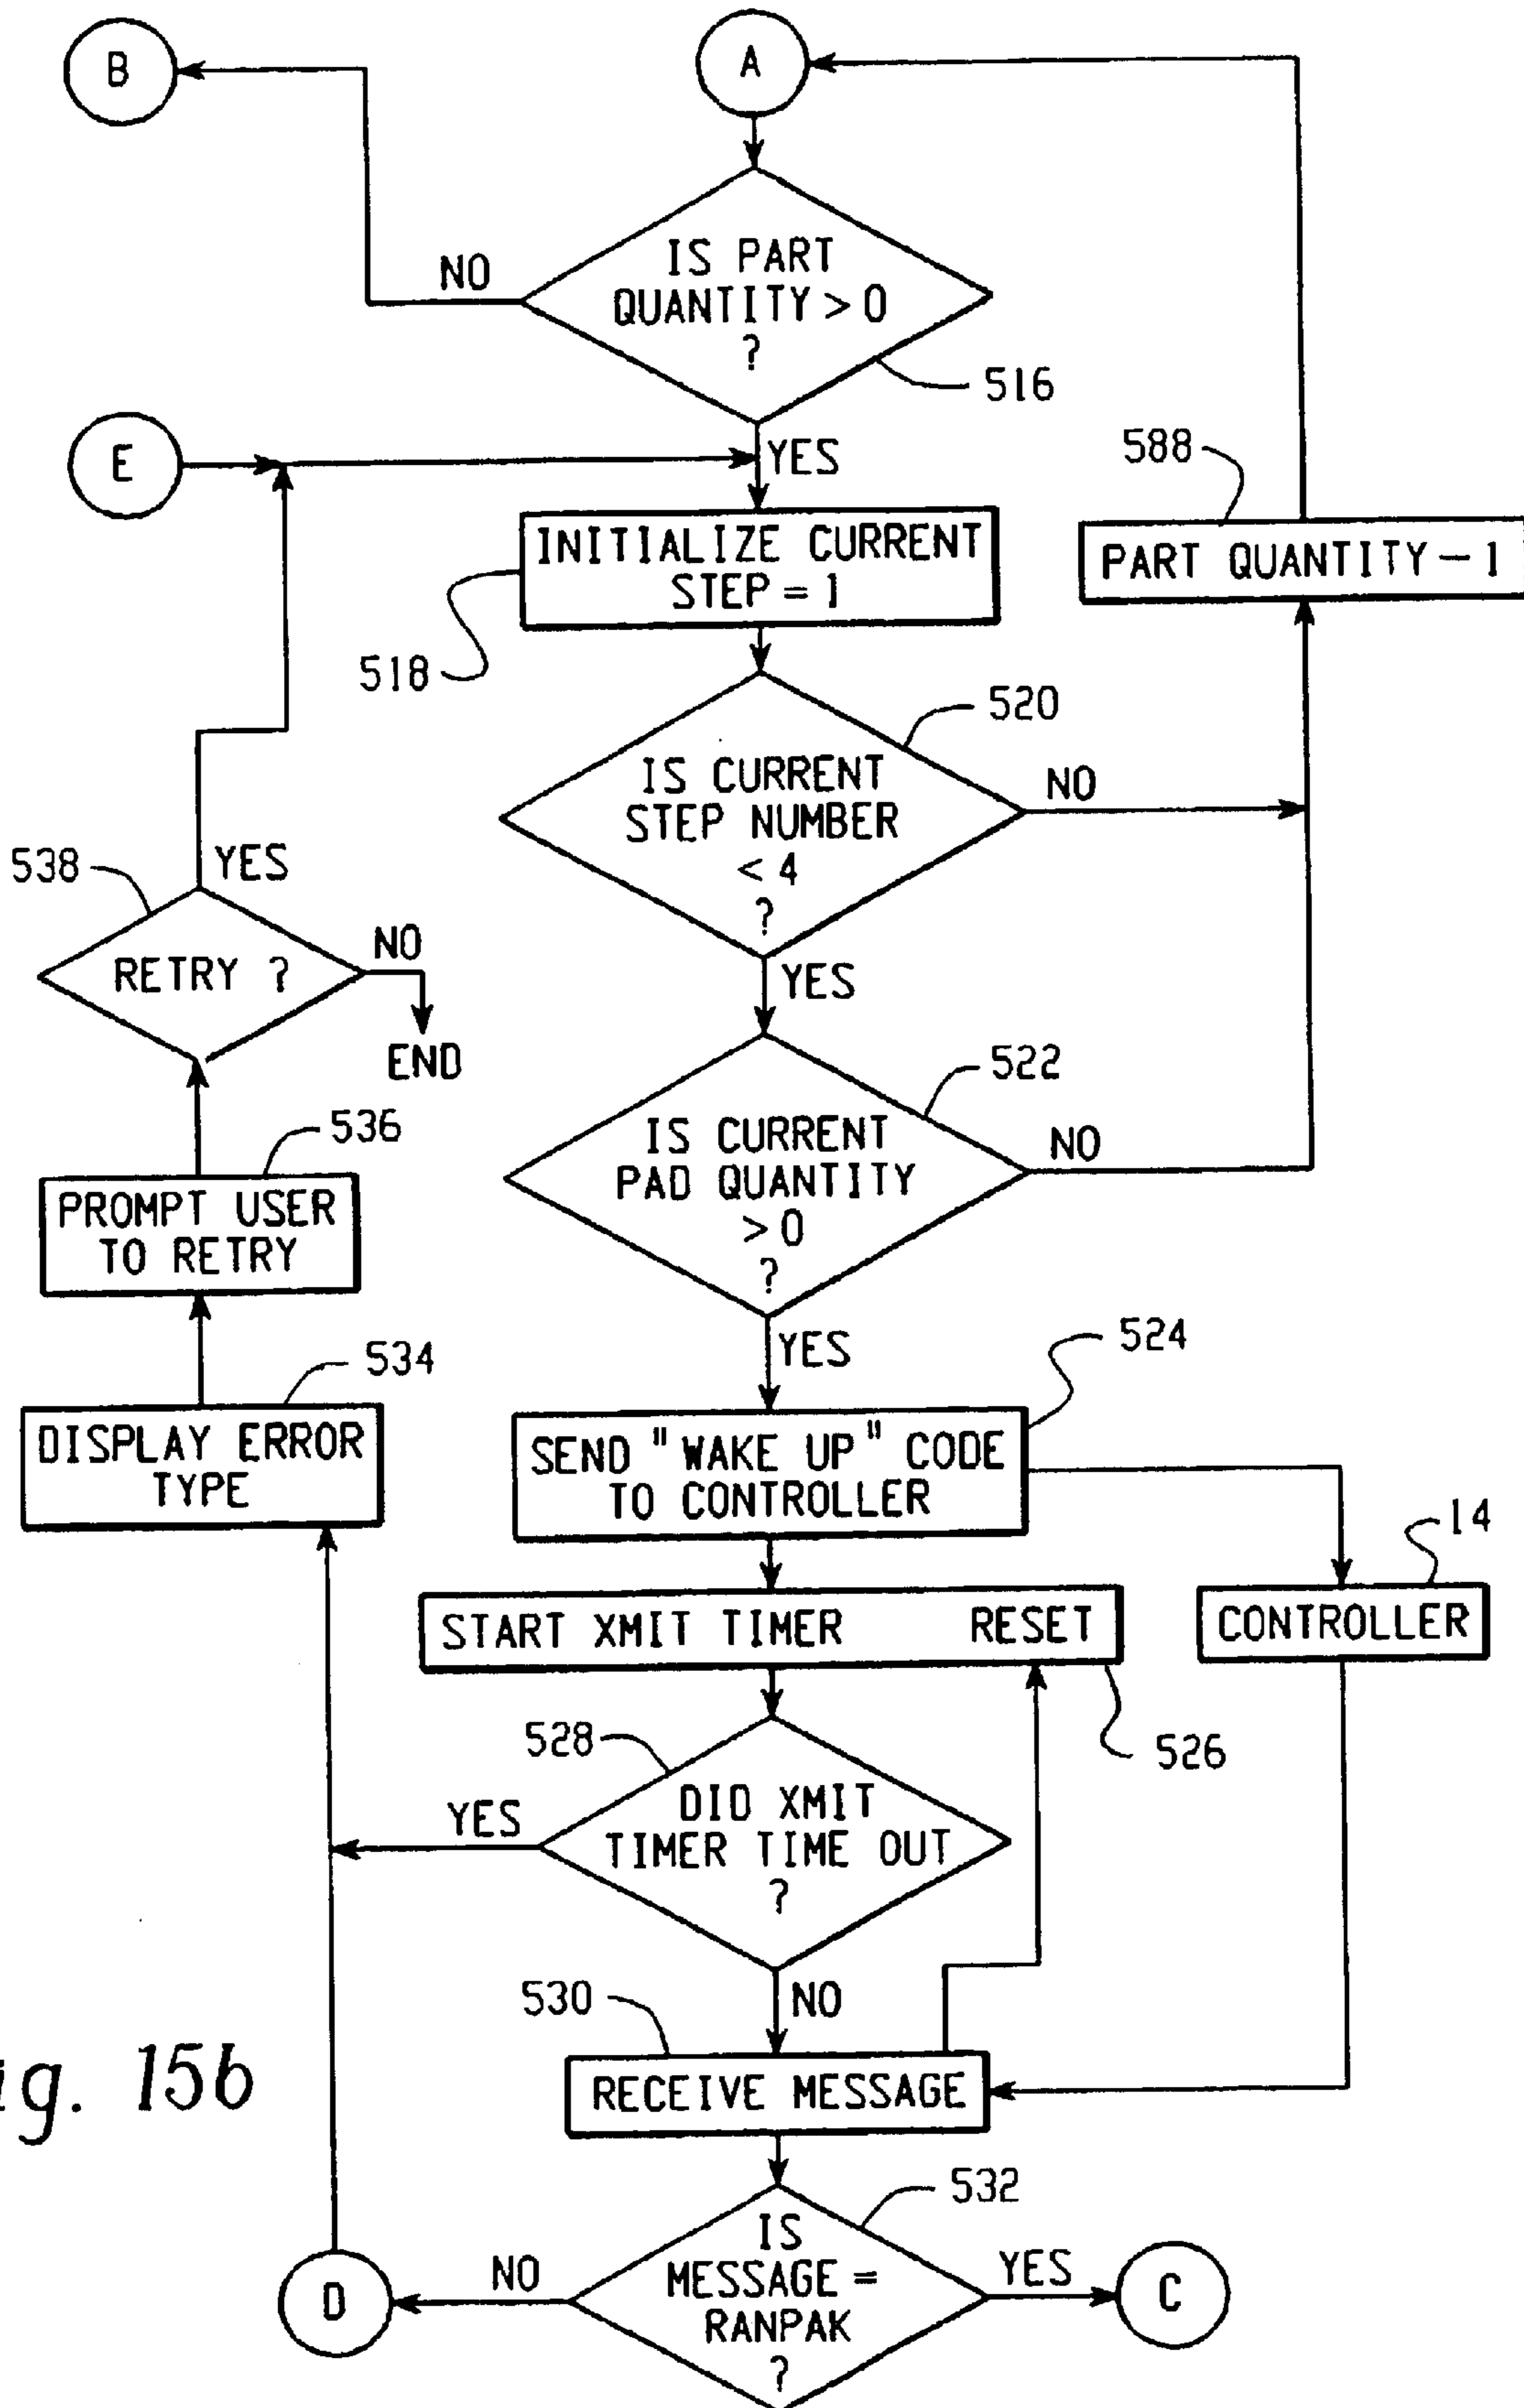 B
A
IS PART
QUANTITY > 0
?
NO
516
E
YES
588
INITIALIZE CURRENT
STEP = 1
PART QUANTITY - 1
518
520
IS CURRENT
STEP NUMBER
< 4
?
NO
538
YES
RETRY ?
NO
END
YES
522
IS CURRENT
PAD QUANTITY
> 0
?
NO
536
PROMPT USER
TO RETRY
YES
524
534
DISPLAY ERROR
TYPE
SEND "WAKE UP" CODE
TO CONTROLLER
14
START XMIT TIMER RESET
CONTROLLER
528
526
DID XMIT
TIMER TIME OUT
?
YES
NO
530
RECEIVE MESSAGE
ig. 15b
532
IS
MESSAGE =
RANPAK
?
NO
YES
D
C